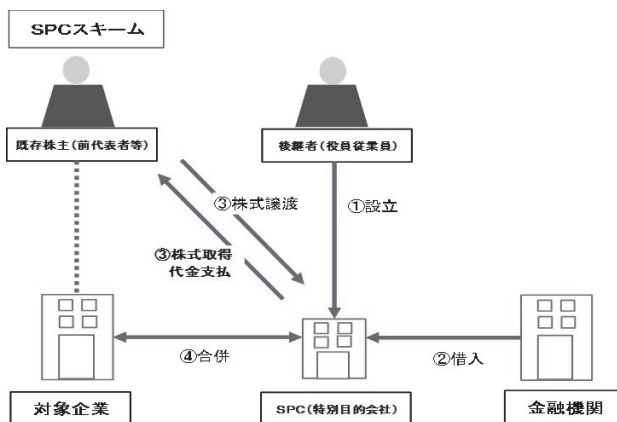 SPCスキーム
既存株主(前代表者等)
後継者(役員従業員)
③株式譲渡
①設立
③株式取得
代金支払
④合併
②借入
対象企業
SPC(特別目的会社)
金融機関